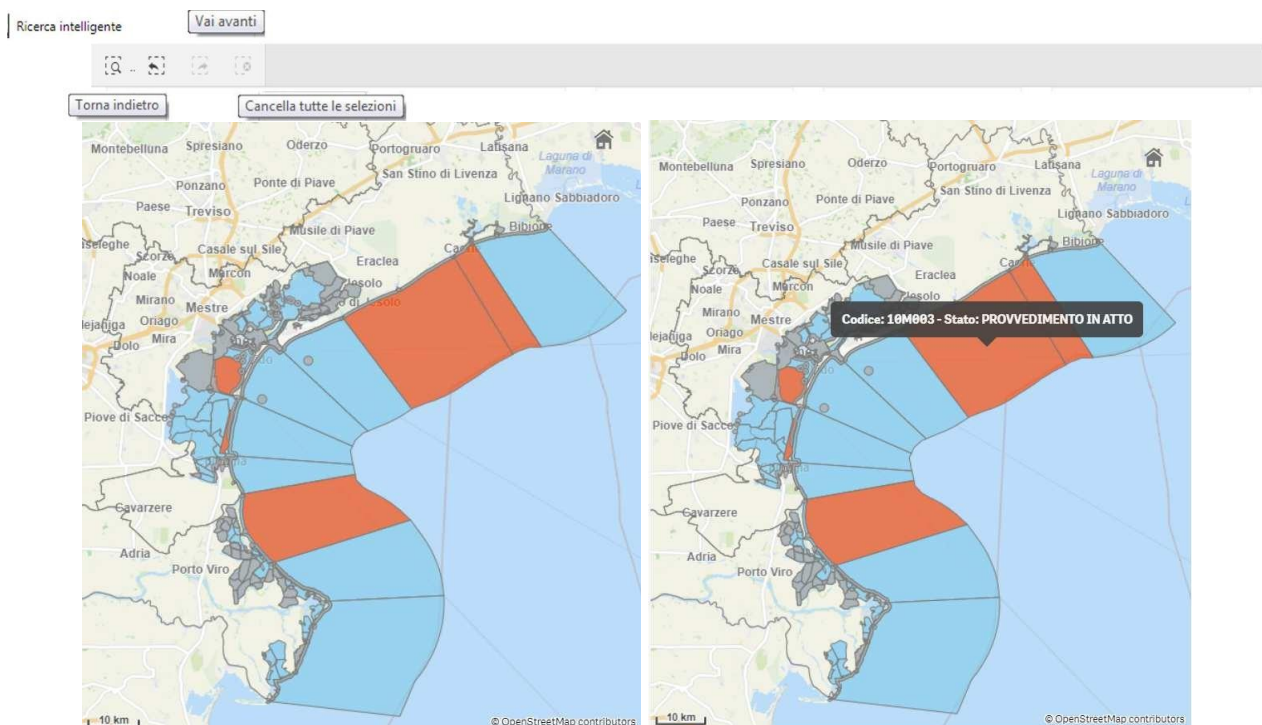 Ricerca intelligente
Vai avanti
Torna indietro
Cancella tutte le selezioni
Montebelluna
Spresiano
Oderzo
Portogruaro
Latisana
Laguna di
Marano
San Stino di Livenza
Ponzano
Ponte di Piave
Lignano Sabbiadoro
Paese
Treviso
Musile di Piave
Bibione
Scorzè
Casale sul Sile
Eraclea
Noale
Marcon
Jesolo
Mirano
Mestre
Oriago
Mira
Dolo
Piove di Sacco
Cavarzere
Adria
Porto Viro
10 km
© OpenStreetMap contributors
Montebelluna
Spresiano
Oderzo
Portogruaro
Latisana
Laguna di
Marano
San Stino di Livenza
Ponzano
Ponte di Piave
Lignano Sabbiadoro
Paese
Treviso
Musile di Piave
Bibione
Scorzè
Casale sul Sile
Eraclea
Noale
Marcon
Jesolo
Codice: 10M003 - Stato: PROVVEDIMENTO IN ATTO
Mirano
Mestre
Oriago
Mira
Dolo
Piove di Sacco
Cavarzere
Adria
Porto Viro
10 km
© OpenStreetMap contributors